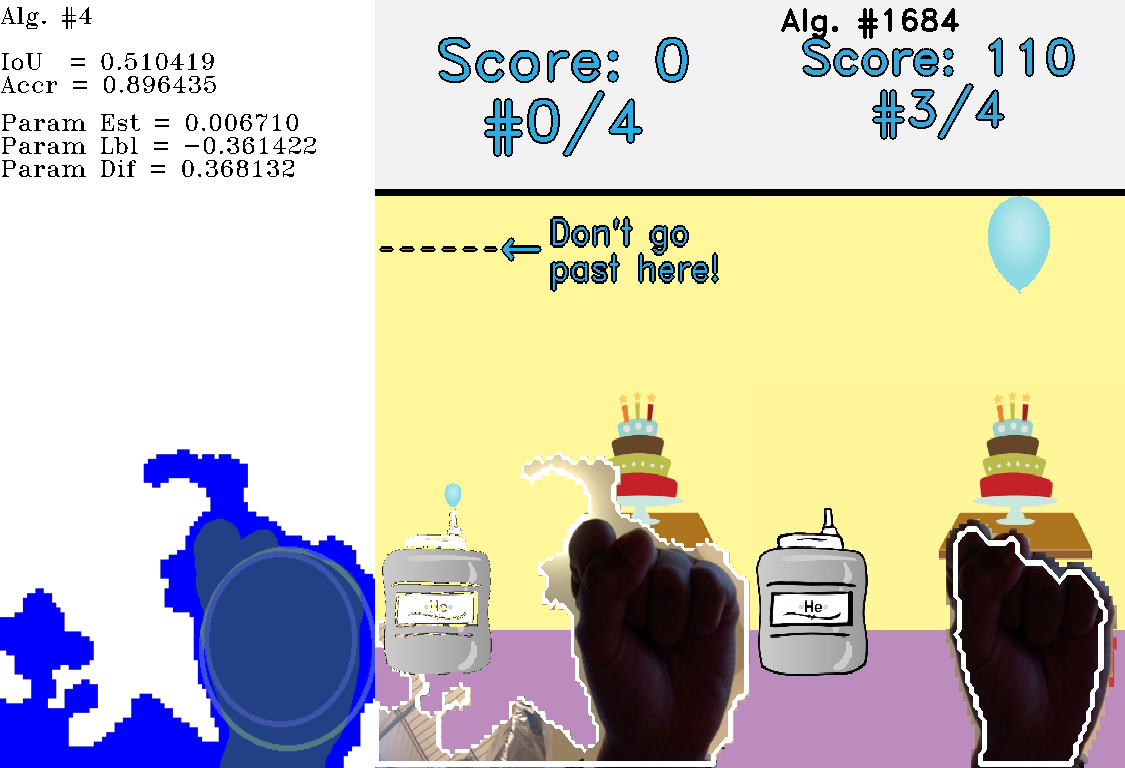 Alg. #4
IoU = 0.510419
Accr = 0.896435
Param Est = 0.006710
Param Lbl = −0.361422
Param Dif = 0.368132
Score: 0
#0/4
Don't go
past here!
He
Alg. #1684
Score: 110
#3/4
He